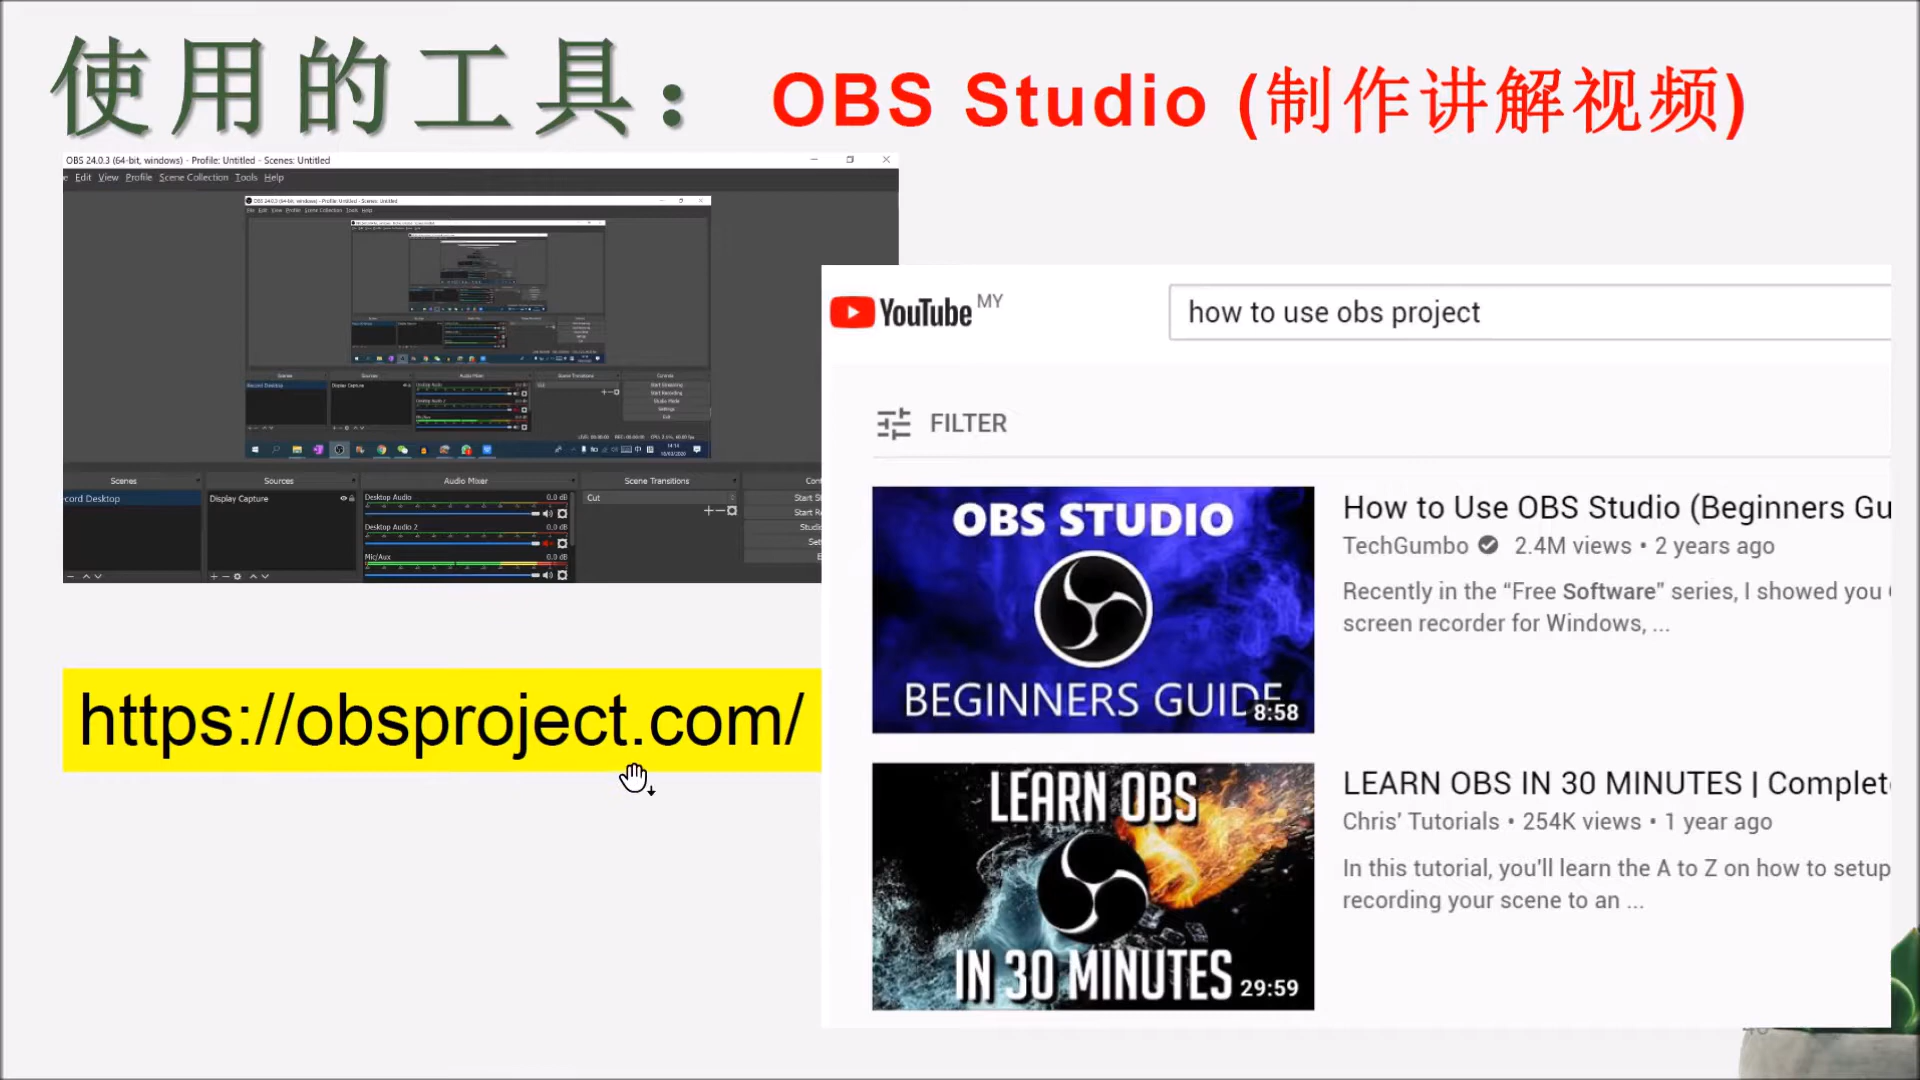 使用的工具：
OBS Studio (制作讲解视频)
OBS 24.0.3 (64-bit, windows) - Profile: Untitled - Scenes: Untitled
Edit View Profile Scene Collection Tools Help
Scenes
Sources
Audio Mixer
Scene Transitions
cord Desktop
Display Capture
Desktop Audio 0.0 dB
Desktop Audio 2 0.0 dB
Mic/Aux 0.0 dB
Cut
https://obsproject.com/
YouTube MY
how to use obs project
FILTER
OBS STUDIO
BEGINNERS GUIDE
8:58
How to Use OBS Studio (Beginners Gu
TechGumbo 2.4M views • 2 years ago
Recently in the “Free Software” series, I showed you
screen recorder for Windows, ...
LEARN OBS
IN 30 MINUTES
29:59
LEARN OBS IN 30 MINUTES | Complet
Chris' Tutorials • 254K views • 1 year ago
In this tutorial, you'll learn the A to Z on how to setup
recording your scene to an ...